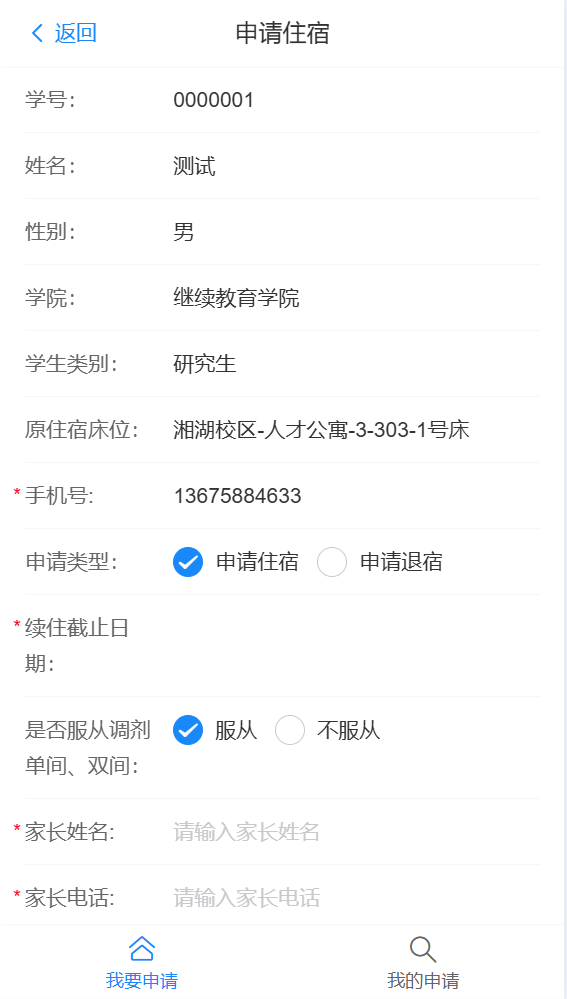 返回
申请住宿
学号： 0000001
姓名： 测试
性别： 男
学院： 继续教育学院
学生类别： 研究生
原住宿床位： 湘湖校区-人才公寓-3-303-1号床
*手机号: 13675884633
申请类型： 申请住宿 申请退宿
*续住截止日
期：
是否服从调剂 服从 不服从
单间、双间：
*家长姓名: 请输入家长姓名
*家长电话: 请输入家长电话
我要申请 我的申请